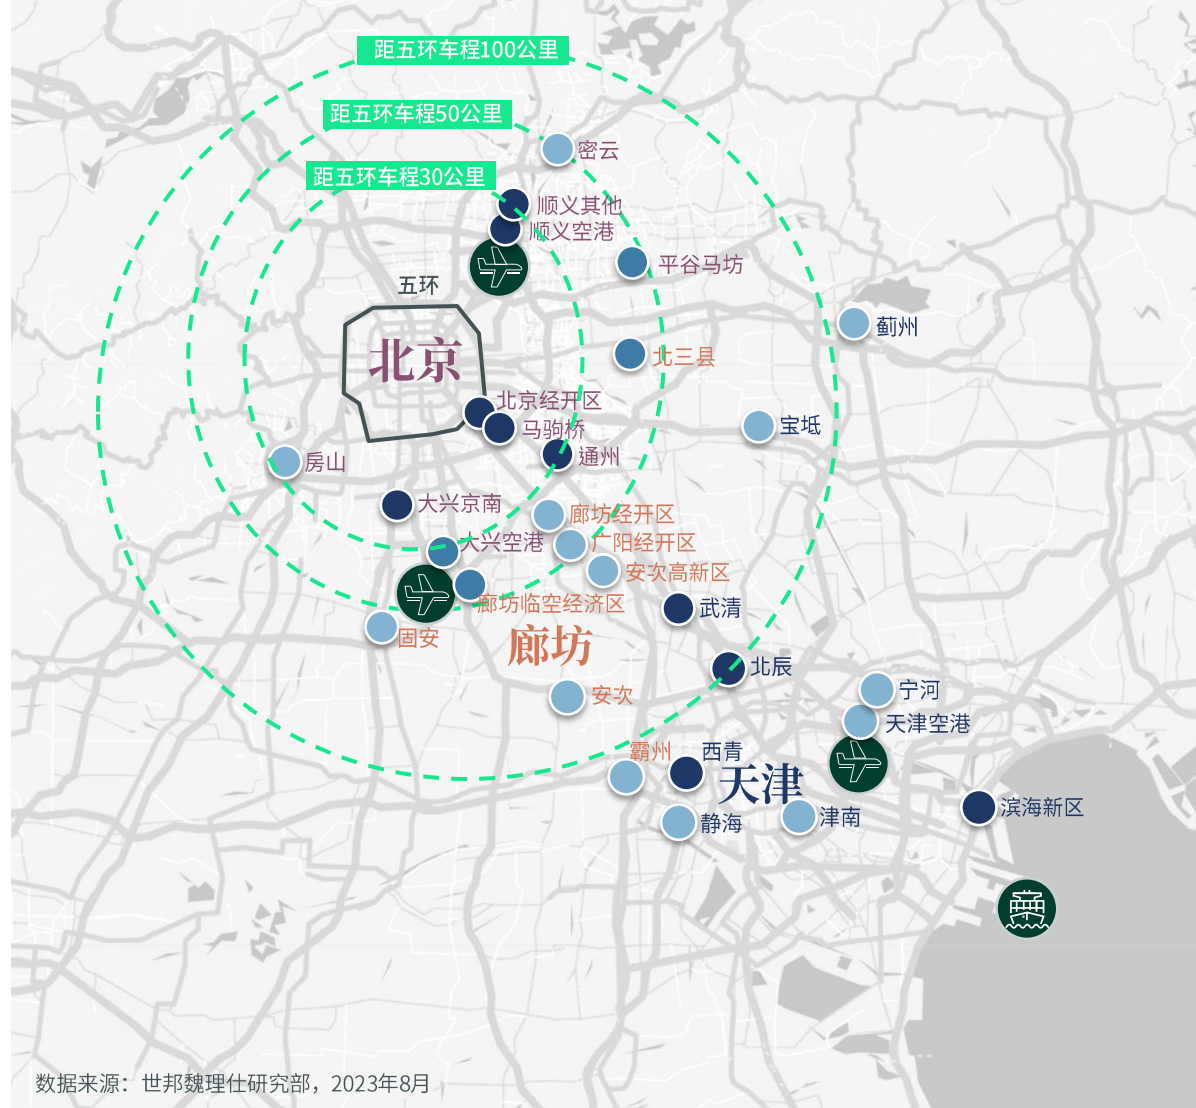 距五环车程100公里
距五环车程50公里
密云
距五环车程30公里
顺义其他
顺义空港
平谷马坊
五环
蓟州
北京
北三县
北京经开区
马驹桥
宝坻
通州
房山
大兴京南
廊坊经开区
大兴空港
广阳经开区
安次高新区
廊坊临空经济区
武清
固安
廊坊
北辰
安次
宁河
天津空港
霸州
西青
天津
滨海新区
静海
津南
数据来源：世邦魏理仕研究部，2023年8月